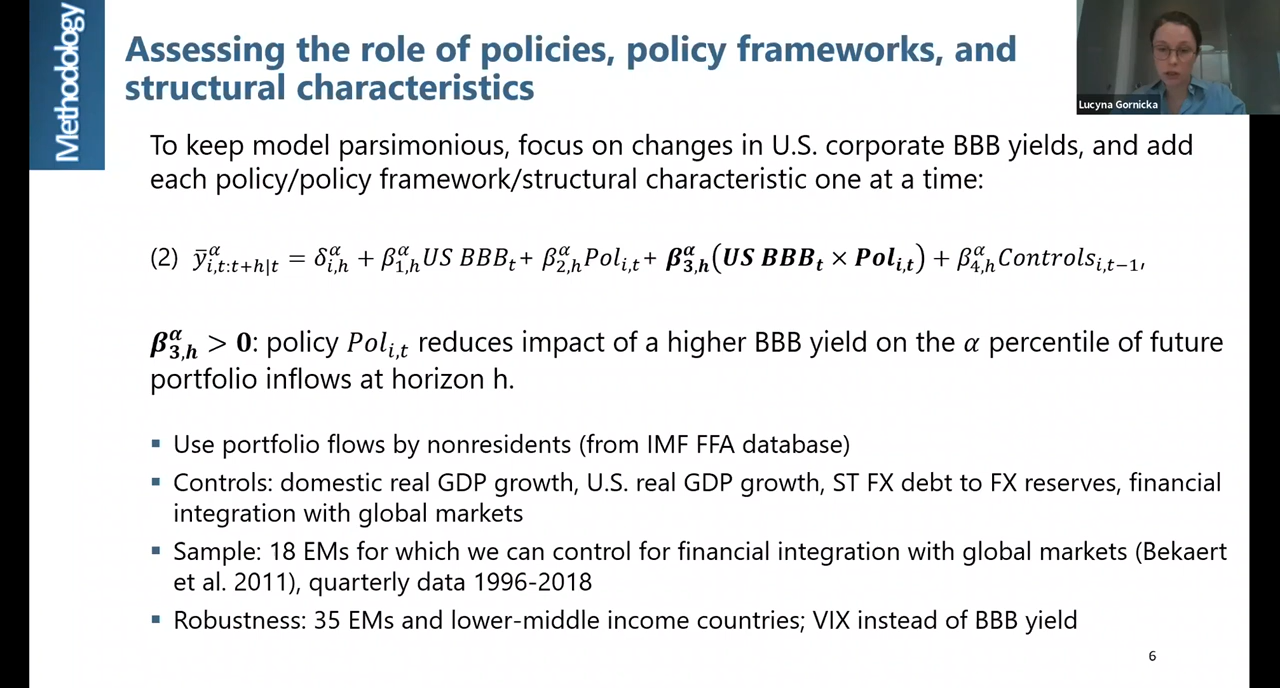 Methodology
Assessing the role of policies, policy frameworks, and
structural characteristics
Lucyna Gornicka
To keep model parsimonious, focus on changes in U.S. corporate BBB yields, and add
each policy/policy framework/structural characteristic one at a time:
(2) ȳ^α_{i,t:t+h|t} = δ^α_{i,h} + β^α_{1,h}US BBB_t + β^α_{2,h}Pol_{i,t} + β^α_{3,h}(US BBB_t × Pol_{i,t}) + β^α_{4,h}Controls_{i,t−1},
β^α_{3,h} > 0: policy Pol_{i,t} reduces impact of a higher BBB yield on the α percentile of future
portfolio inflows at horizon h.
▪ Use portfolio flows by nonresidents (from IMF FFA database)
▪ Controls: domestic real GDP growth, U.S. real GDP growth, ST FX debt to FX reserves, financial
integration with global markets
▪ Sample: 18 EMs for which we can control for financial integration with global markets (Bekaert
et al. 2011), quarterly data 1996-2018
▪ Robustness: 35 EMs and lower-middle income countries; VIX instead of BBB yield
6